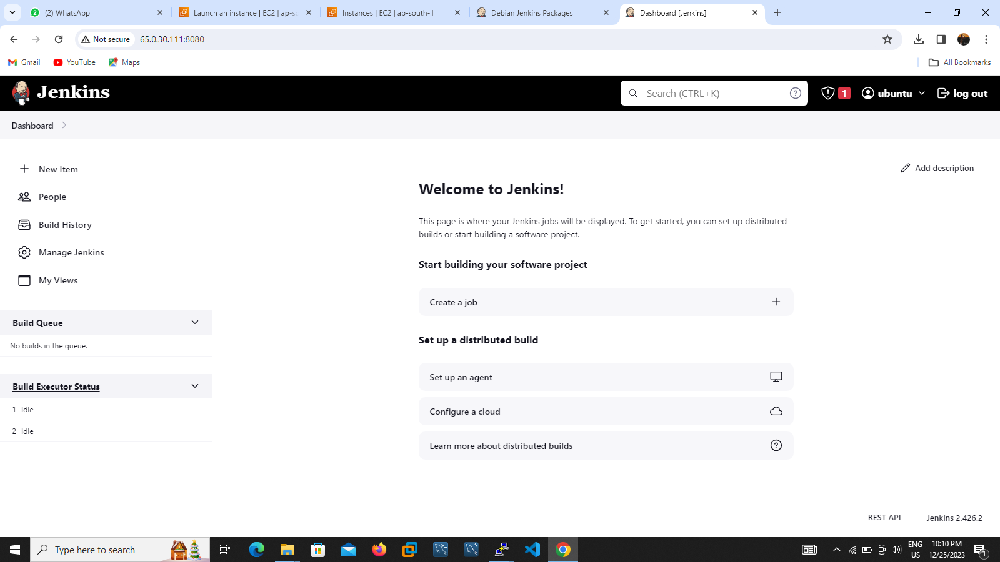 (2) WhatsApp
Launch an instance | EC2 | ap-so
Instances | EC2 | ap-south-1
Debian Jenkins Packages
Dashboard [Jenkins]
Not secure
65.0.30.111:8080
Gmail
YouTube
Maps
All Bookmarks
Jenkins
Search (CTRL+K)
1
ubuntu
log out
Dashboard
New Item
People
Build History
Manage Jenkins
My Views
Build Queue
No builds in the queue.
Build Executor Status
1 Idle
2 Idle
Add description
Welcome to Jenkins!
This page is where your Jenkins jobs will be displayed. To get started, you can set up distributed
builds or start building a software project.
Start building your software project
Create a job
Set up a distributed build
Set up an agent
Configure a cloud
Learn more about distributed builds
REST API
Jenkins 2.426.2
Type here to search
ENG
US
10:10 PM
12/25/2023
1